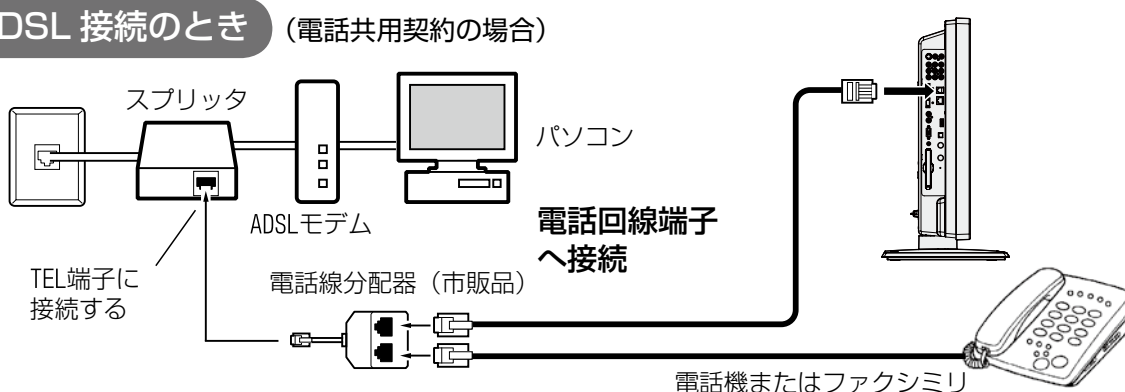 DSL 接続のとき (電話共用契約の場合)
スプリッタ
パソコン
ADSLモデム
電話回線端子
へ接続
TEL端子に
接続する
電話線分配器（市販品）
電話機またはファクシミリ